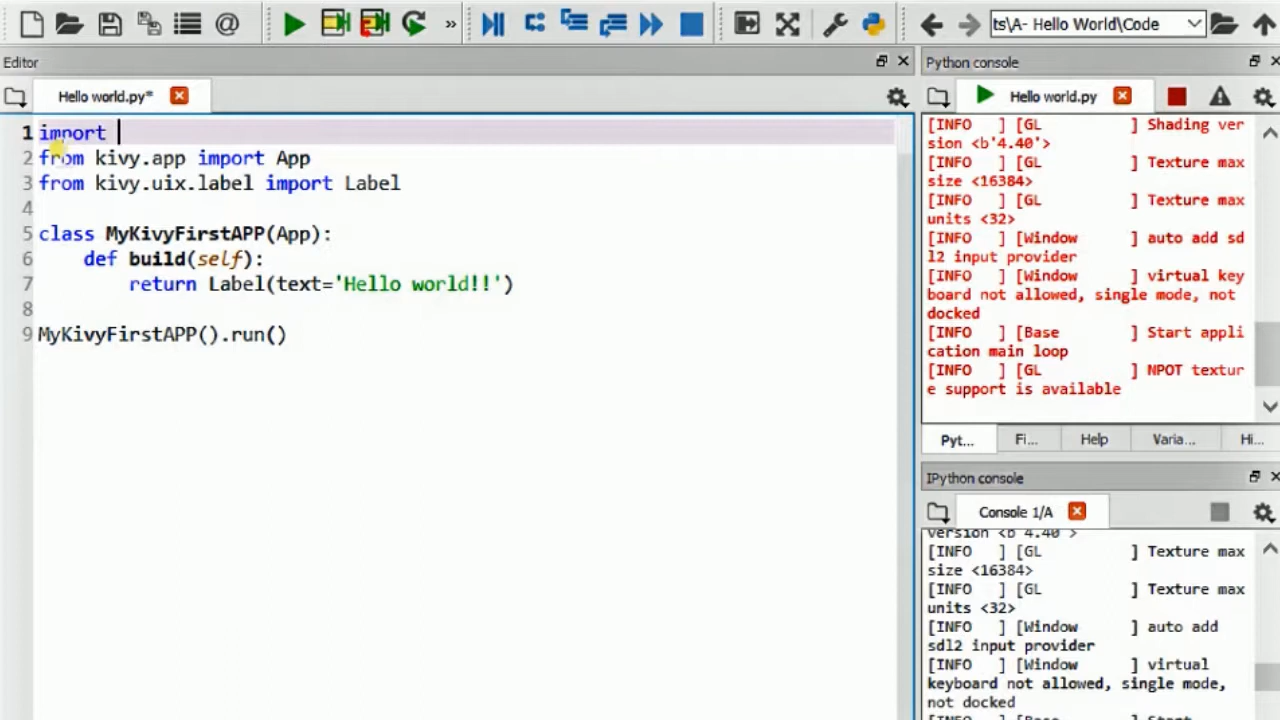 ts\A- Hello World\Code
Editor
Python console
Hello world.py*
Hello world.py
1 import
2 from kivy.app import App
3 from kivy.uix.label import Label
4
5 class MyKivyFirstAPP(App):
6 def build(self):
7 return Label(text='Hello world!!')
8
9 MyKivyFirstAPP().run()
[INFO ] [GL ] Shading ver
sion <b'4.40'>
[INFO ] [GL ] Texture max
size <16384>
[INFO ] [GL ] Texture max
units <32>
[INFO ] [Window ] auto add sd
l2 input provider
[INFO ] [Window ] virtual key
board not allowed, single mode, not
docked
[INFO ] [Base ] Start appli
cation main loop
[INFO ] [GL ] NPOT textur
e support is available
Pyt... Fi... Help Varia... Hi...
IPython console
Console 1/A
version <b'4.40'>
[INFO ] [GL ] Texture max
size <16384>
[INFO ] [GL ] Texture max
units <32>
[INFO ] [Window ] auto add
sdl2 input provider
[INFO ] [Window ] virtual
keyboard not allowed, single mode,
not docked
[INFO ] [Base ] Start